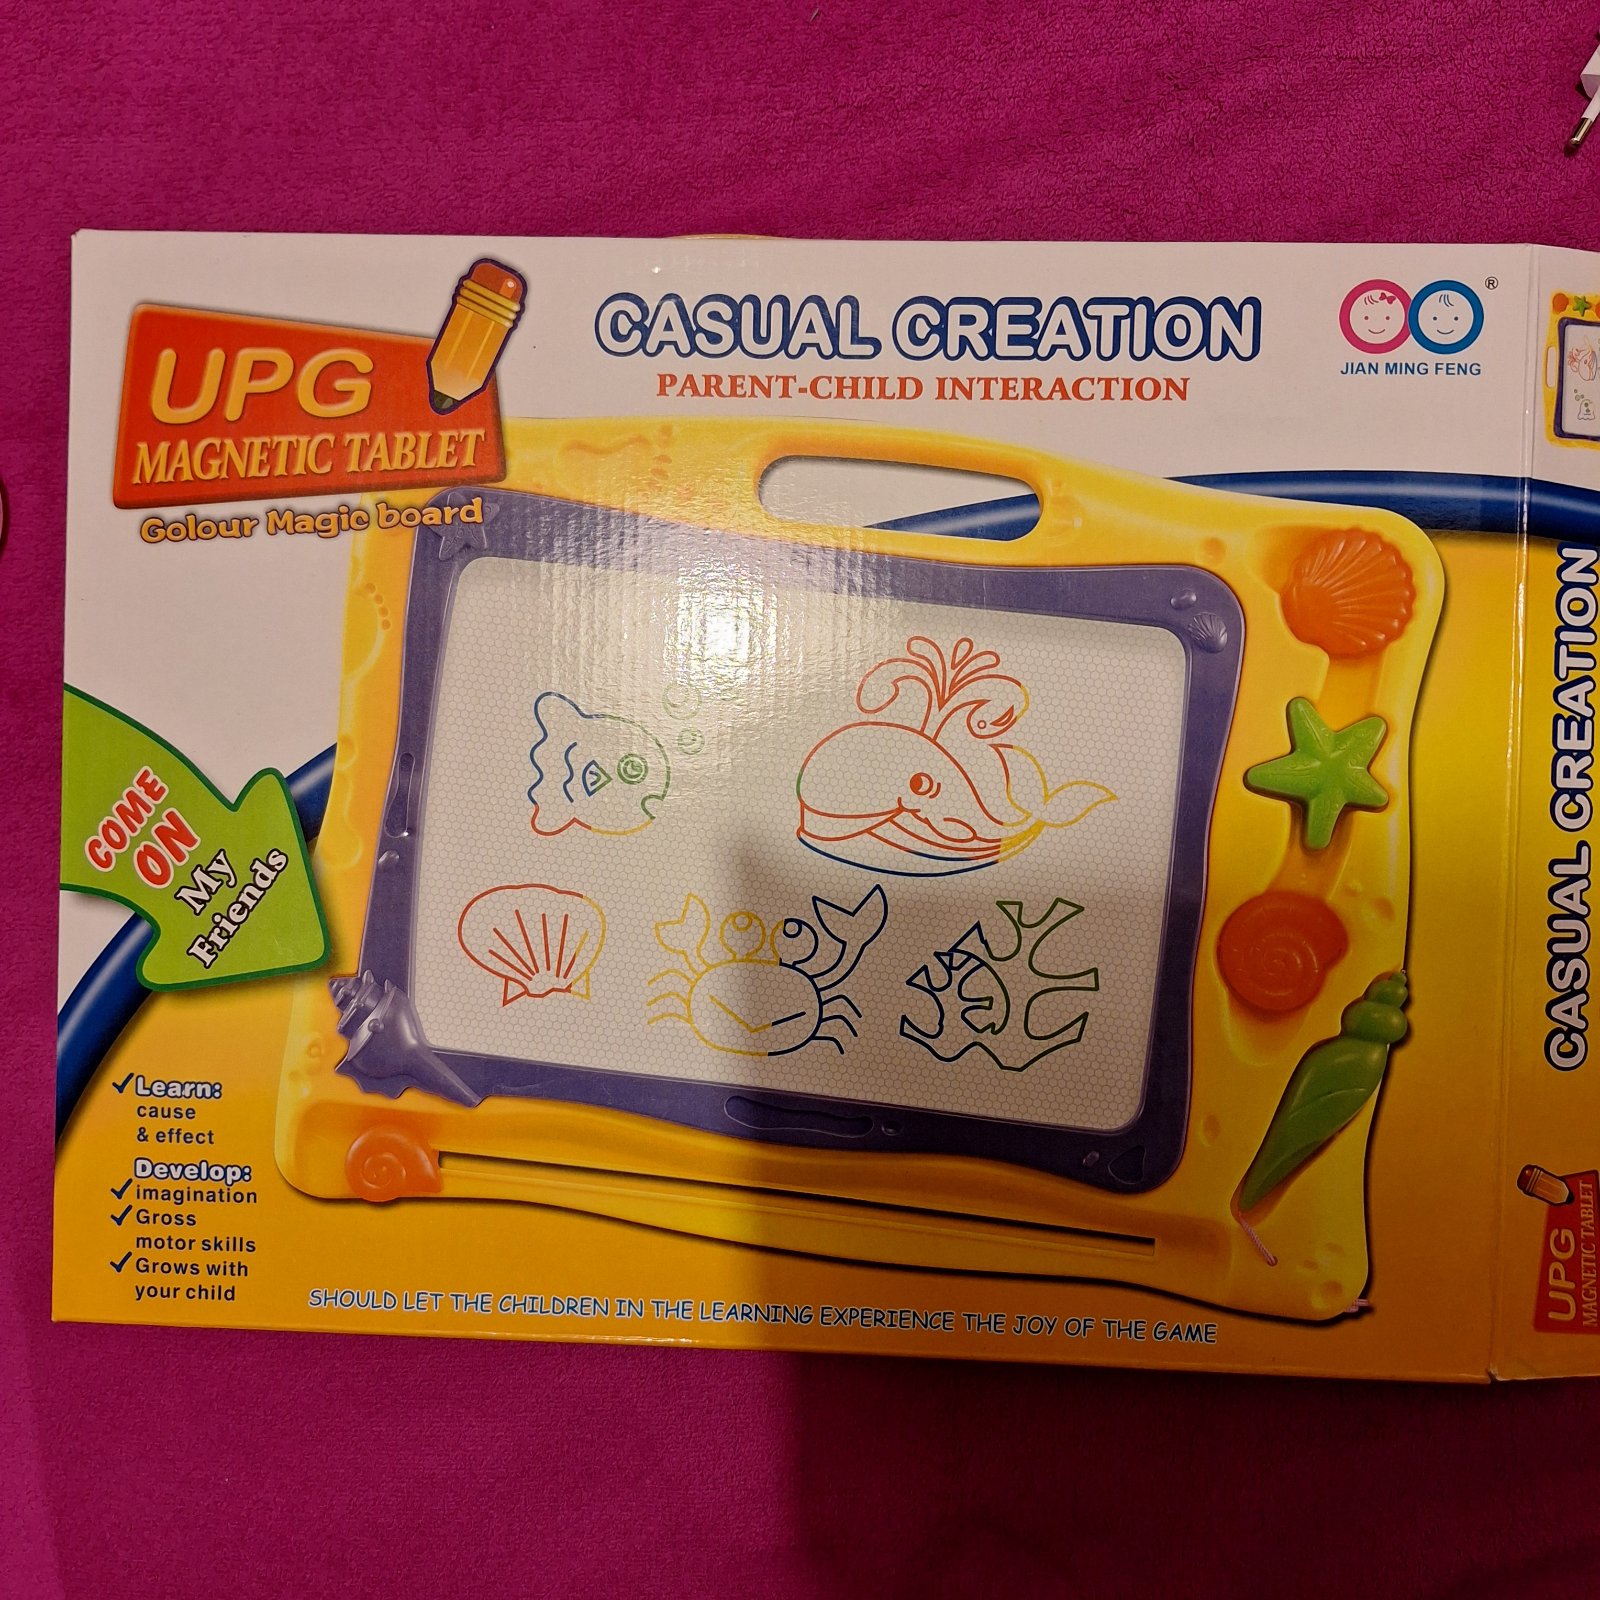 UPG
MAGNETIC TABLET
Colour Magic board
CASUAL CREATION
PARENT-CHILD INTERACTION
®
JIAN MING FENG
COME
ON
My
Friends
Learn:
cause
& effect
Develop:
imagination
Gross
motor skills
Grows with
your child
SHOULD LET THE CHILDREN IN THE LEARNING EXPERIENCE THE JOY OF THE GAME
CASUAL CREATION
UPG
MAGNETIC TABLET